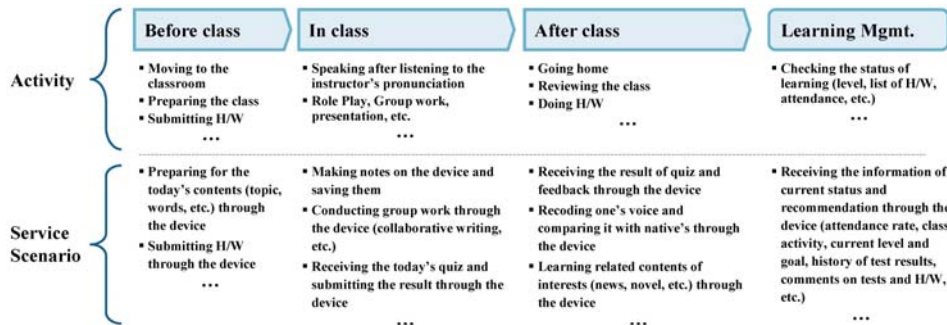 Before class
In class
After class
Learning Mgmt.
Activity
▪ Moving to the
classroom
▪ Preparing the class
▪ Submitting H/W
...
▪ Speaking after listening to the
instructor's pronunciation
▪ Role Play, Group work,
presentation, etc.
...
▪ Going home
▪ Reviewing the class
▪ Doing H/W
...
▪ Checking the status of
learning (level, list of H/W,
attendance, etc.)
...
Service
Scenario
▪ Preparing for the
today's contents (topic,
words, etc.) through
the device
▪ Submitting H/W
through the device
...
▪ Making notes on the device and
saving them
▪ Conducting group work through
the device (collaborative writing,
etc.)
▪ Receiving the today's quiz and
submitting the result through the
device
...
▪ Receiving the result of quiz and
feedback through the device
▪ Recoding one's voice and
comparing it with native's through
the device
▪ Learning related contents of
interests (news, novel, etc.) through
the device
...
▪ Receiving the information of
current status and
recommendation through the
device (attendance rate, class
activity, current level and
goal, history of test results,
comments on tests and H/W,
etc.)
...